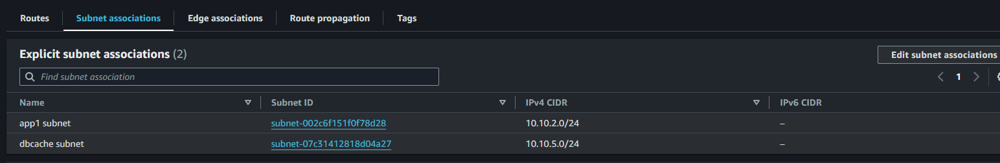 Routes Subnet associations Edge associations Route propagation Tags
Explicit subnet associations (2)
Edit subnet associations
Find subnet association
1
Name Subnet ID IPv4 CIDR IPv6 CIDR
app1 subnet subnet-002c6f151f0f78d28 10.10.2.0/24 –
dbcache subnet subnet-07c31412818d04a27 10.10.5.0/24 –